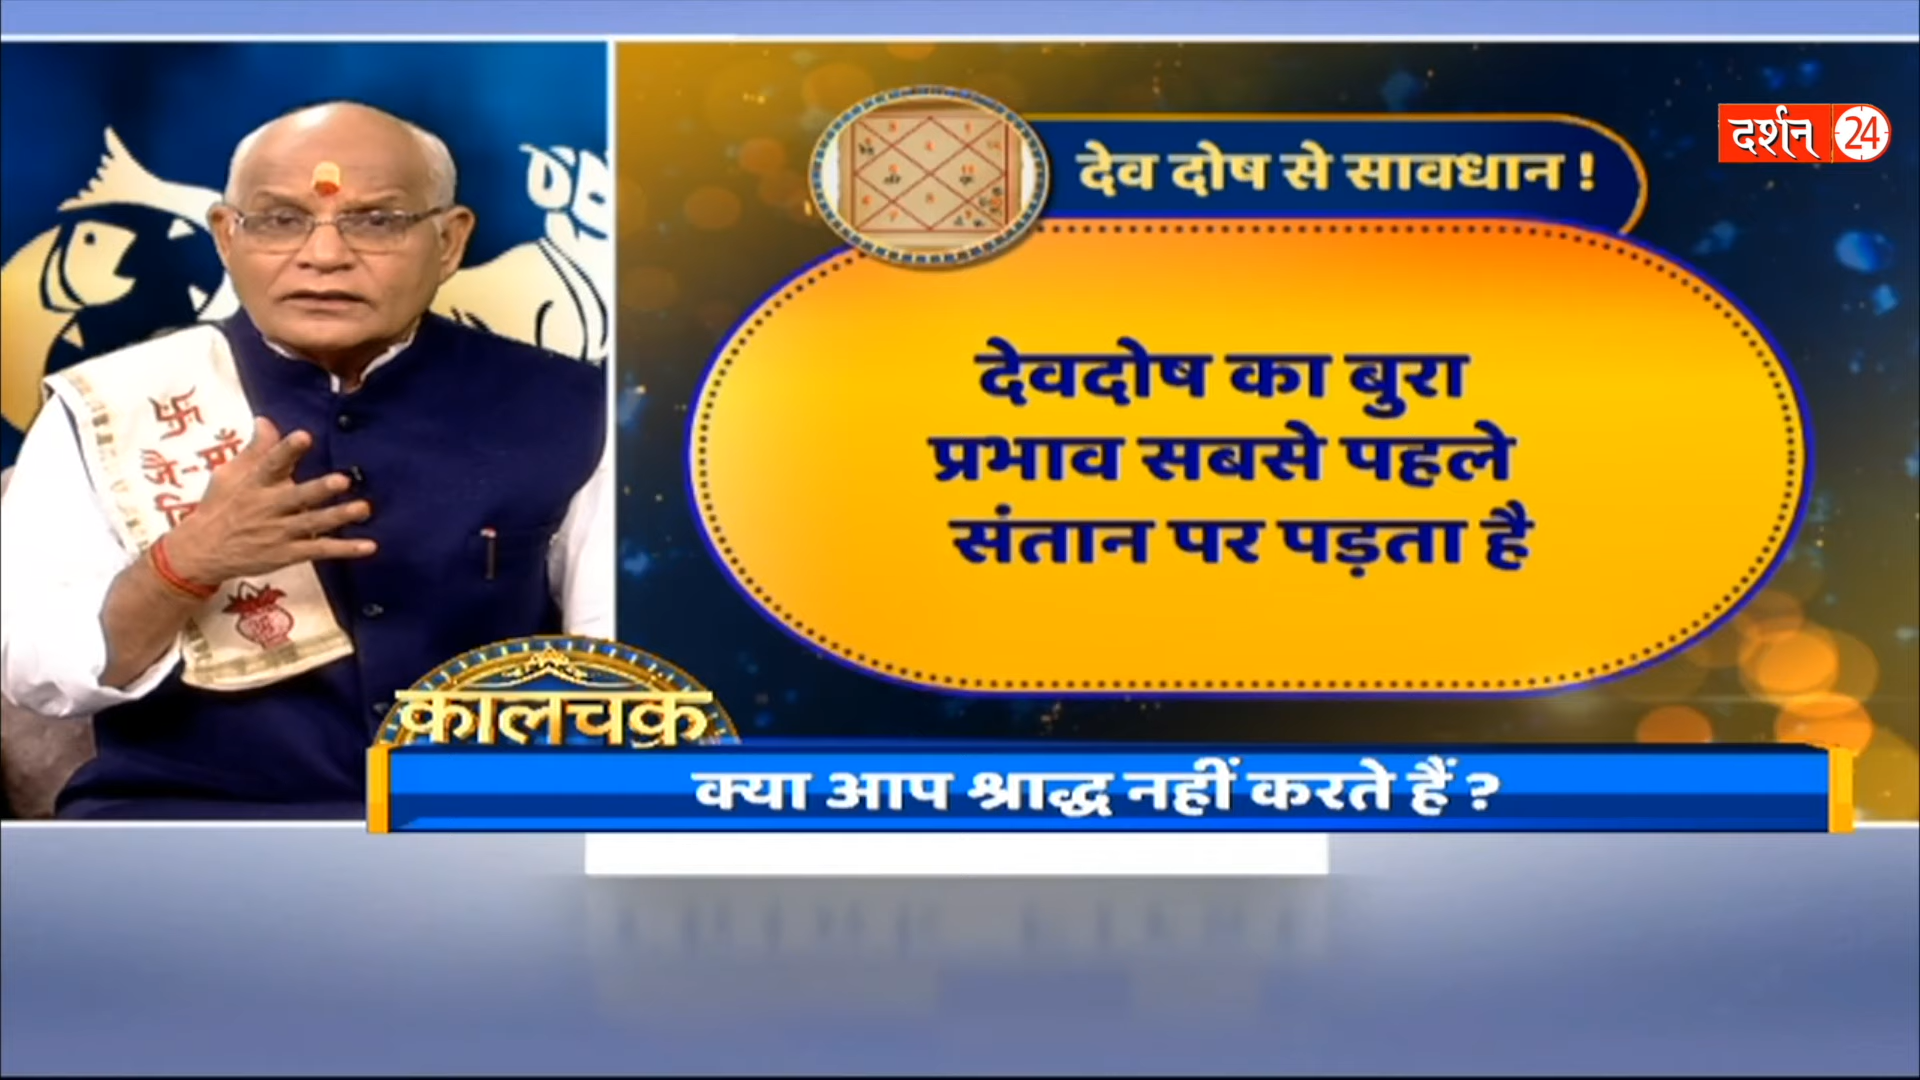 दर्शन 24
देव दोष से सावधान !
देवदोष का बुरा
प्रभाव सबसे पहले
संतान पर पड़ता है
कालचक्र
क्या आप श्राद्ध नहीं करते हैं ?